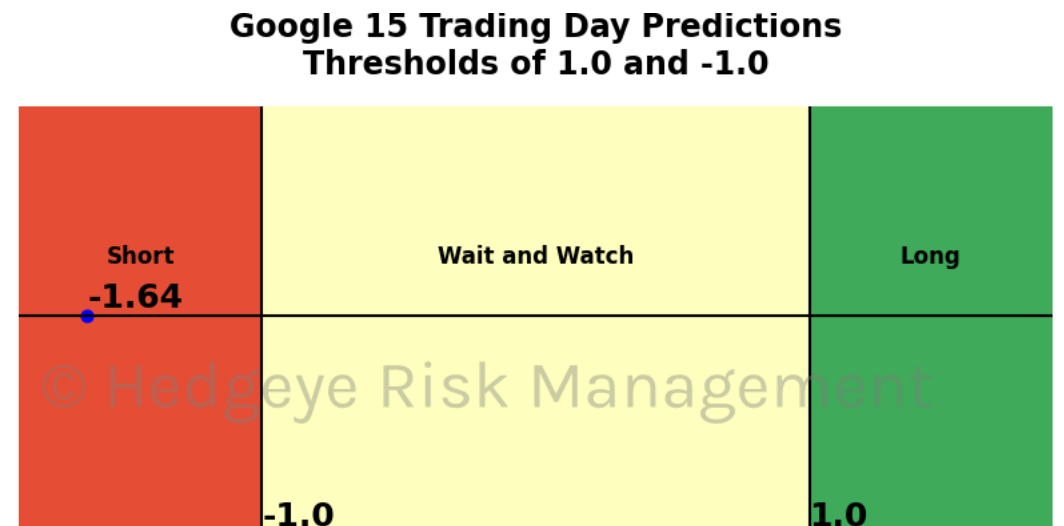 Google 15 Trading Day Predictions
Thresholds of 1.0 and -1.0
Short
Wait and Watch
Long
-1.64
© Hedgeye Risk Management
-1.0
1.0